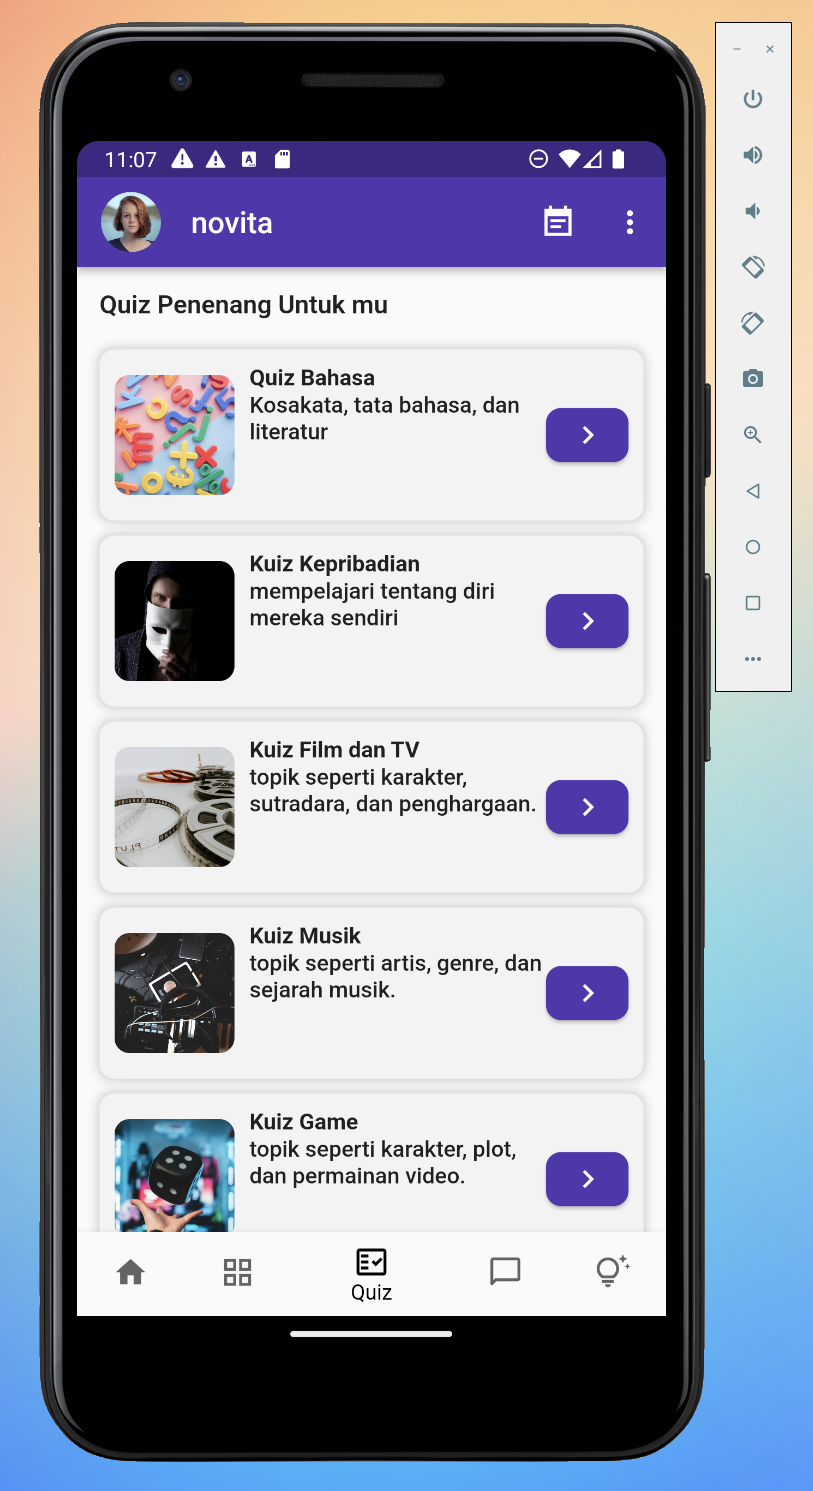 11:07
novita
Quiz Penenang Untuk mu
Quiz Bahasa
Kosakata, tata bahasa, dan
literatur
Kuiz Kepribadian
mempelajari tentang diri
mereka sendiri
Kuiz Film dan TV
topik seperti karakter,
sutradara, dan penghargaan.
Kuiz Musik
topik seperti artis, genre, dan
sejarah musik.
Kuiz Game
topik seperti karakter, plot,
dan permainan video.
Quiz